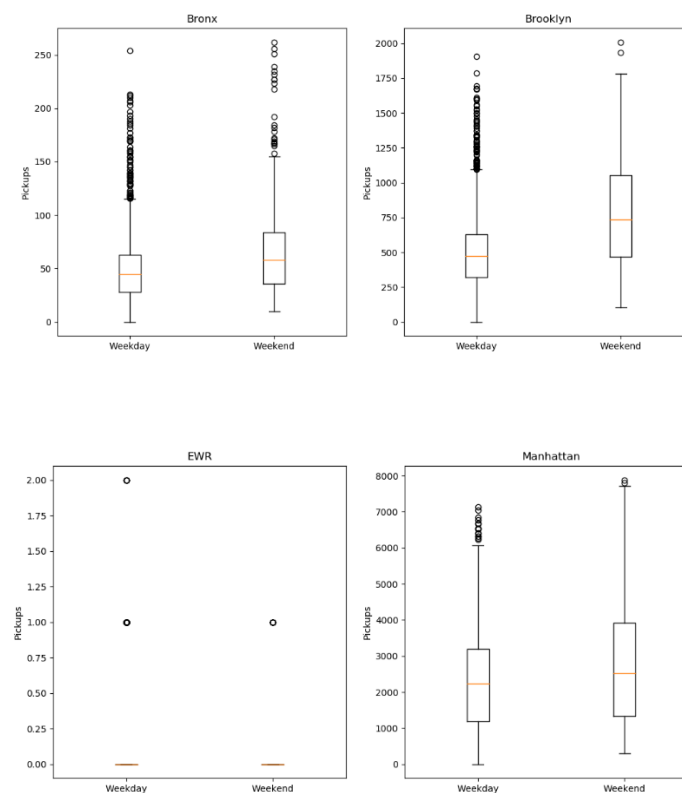 Bronx
250
200
150
100
50
0
Pickups
Weekday
Weekend
Brooklyn
2000
1750
1500
1250
1000
750
500
250
0
Pickups
Weekday
Weekend
EWR
2.00
1.75
1.50
1.25
1.00
0.75
0.50
0.25
0.00
Pickups
Weekday
Weekend
Manhattan
8000
7000
6000
5000
4000
3000
2000
1000
0
Pickups
Weekday
Weekend